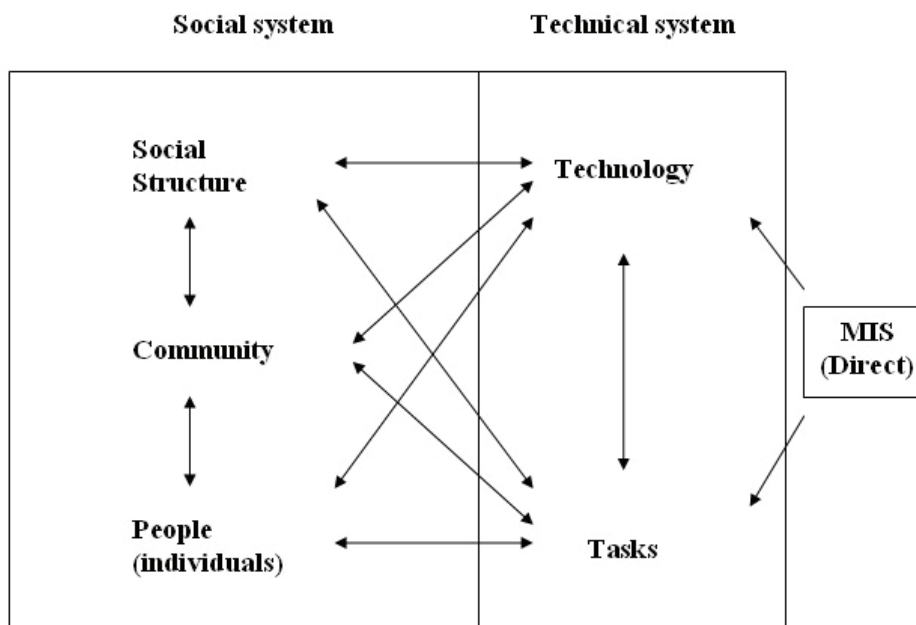 Social system
Technical system
Social
Structure
Technology
Community
MIS
(Direct)
People
(individuals)
Tasks